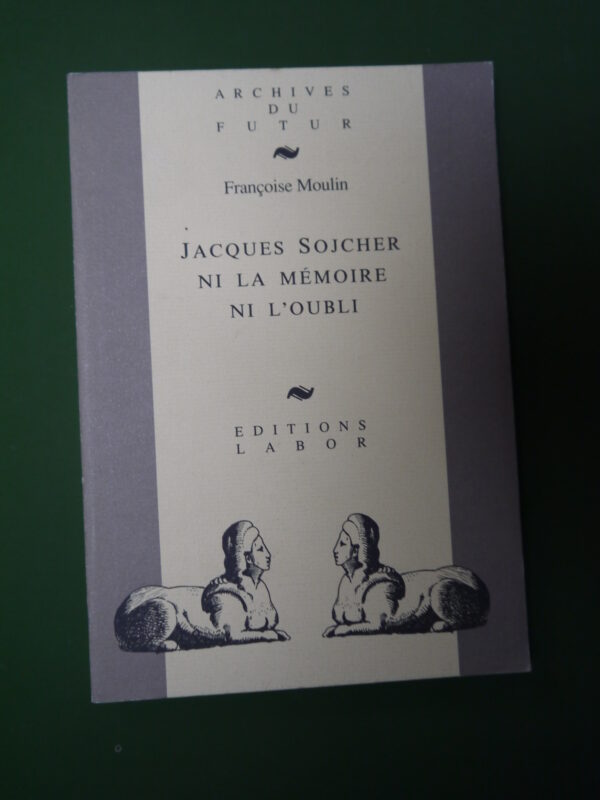 ARCHIVES
DU
FUTUR
Françoise Moulin
JACQUES SOJCHER
NI LA MÉMOIRE
NI L'OUBLI
EDITIONS
LABOR